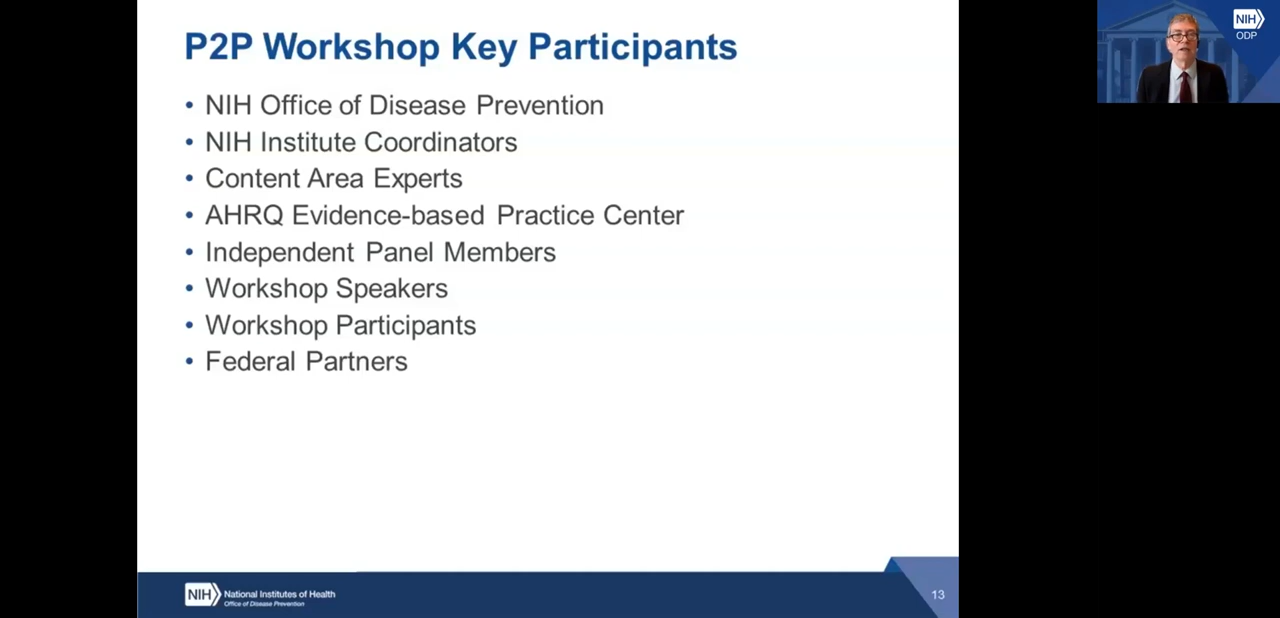 P2P Workshop Key Participants
• NIH Office of Disease Prevention
• NIH Institute Coordinators
• Content Area Experts
• AHRQ Evidence-based Practice Center
• Independent Panel Members
• Workshop Speakers
• Workshop Participants
• Federal Partners
NIH National Institutes of Health
Office of Disease Prevention
13
NIH
ODP